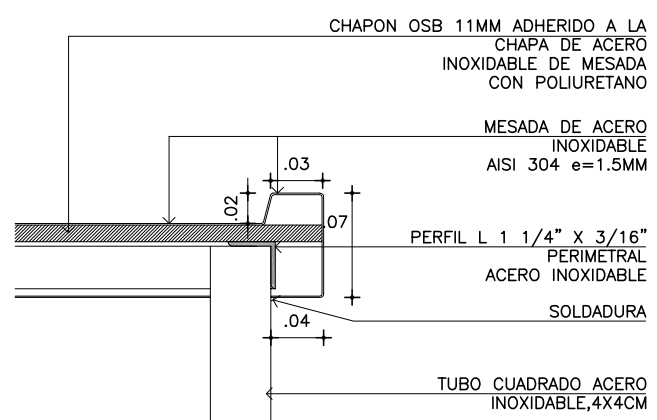 CHAPON OSB 11MM ADHERIDO A LA
CHAPA DE ACERO
INOXIDABLE DE MESADA
CON POLIURETANO
MESADA DE ACERO
INOXIDABLE
AISI 304 e=1.5MM
.03
.02
.07
PERFIL L 1 1/4" X 3/16"
PERIMETRAL
ACERO INOXIDABLE
SOLDADURA
.04
TUBO CUADRADO ACERO
INOXIDABLE,4X4CM